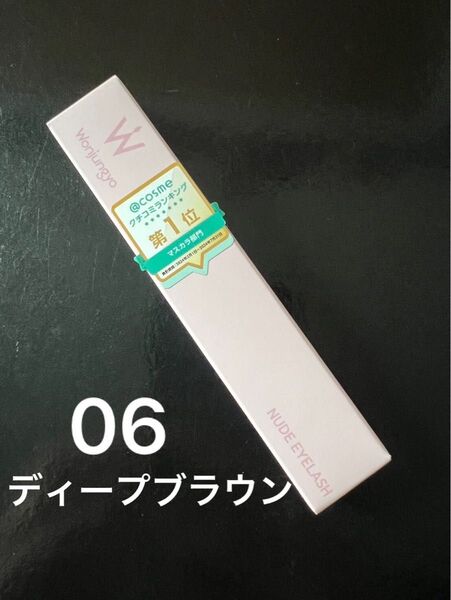 W
Wonjungyo
@cosme
クチコミランキング
第1位
マスカラ部門
NUDE EYELASH
06
ディープブラウン